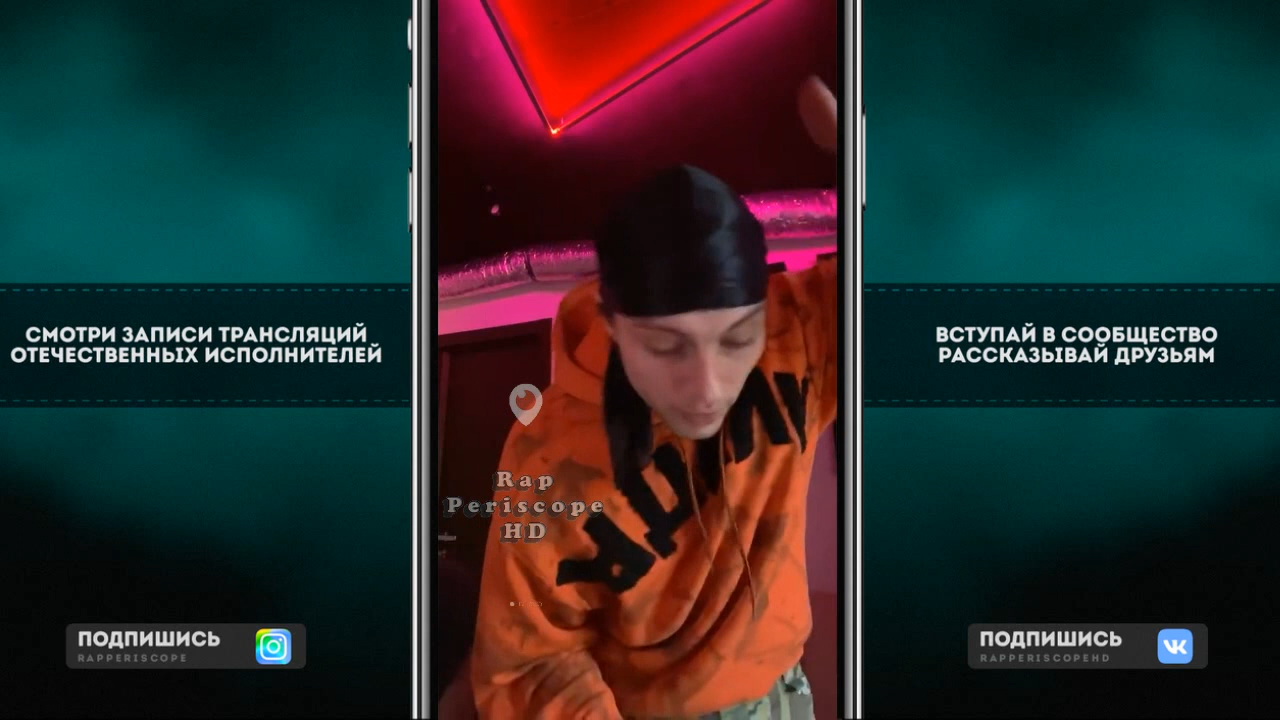 СМОТРИ ЗАПИСИ ТРАНСЛЯЦИЙ
ОТЕЧЕСТВЕННЫХ ИСПОЛНИТЕЛЕЙ
ВСТУПАЙ В СООБЩЕСТВО
РАССКАЗЫВАЙ ДРУЗЬЯМ
Rap
Periscope
HD
ПОДПИШИСЬ
RAPPERISCOPE
ПОДПИШИСЬ
RAPPERISCOPEHD